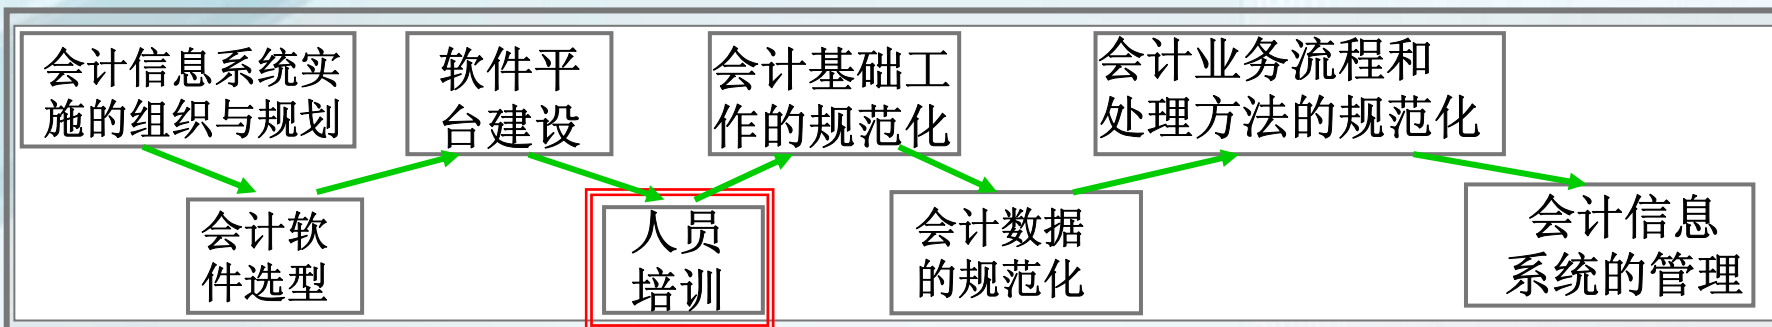 会计信息系统实
施的组织与规划
会计软
件选型
软件平
台建设
人员
培训
会计基础工
作的规范化
会计数据
的规范化
会计业务流程和
处理方法的规范化
会计信息
系统的管理